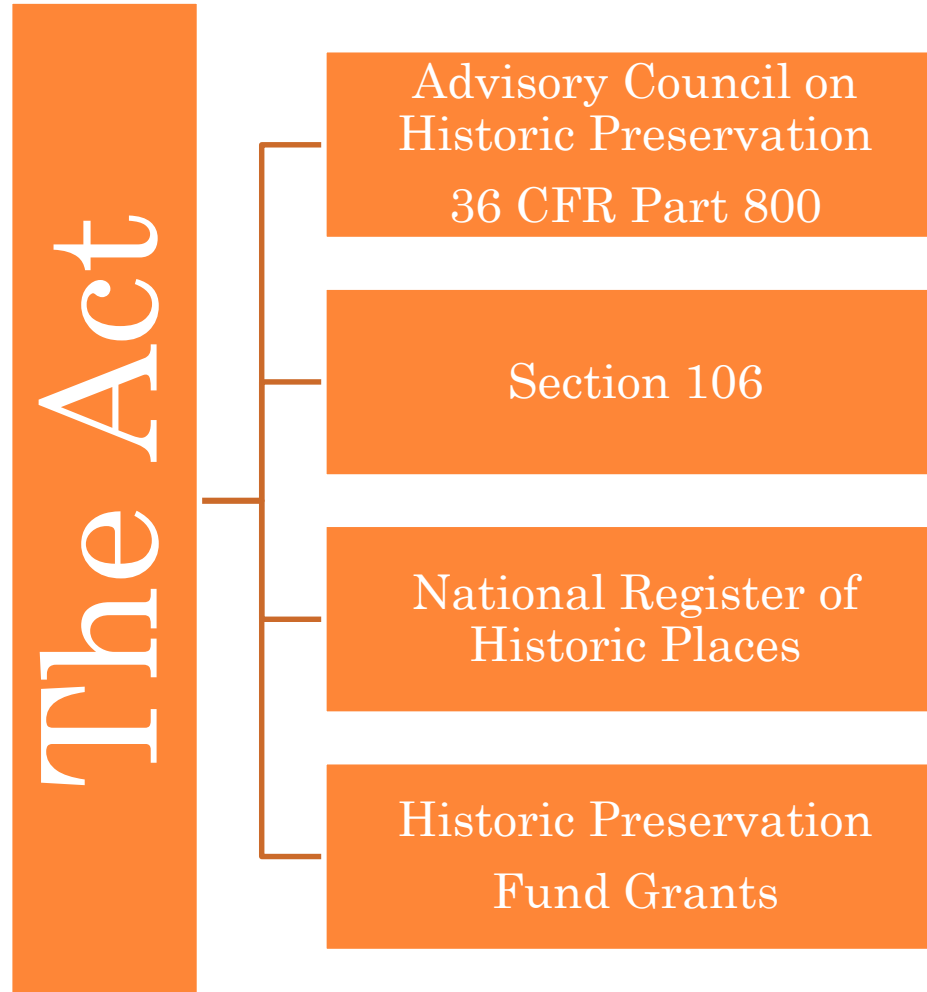 The Act
Advisory Council on
Historic Preservation
36 CFR Part 800
Section 106
National Register of
Historic Places
Historic Preservation
Fund Grants